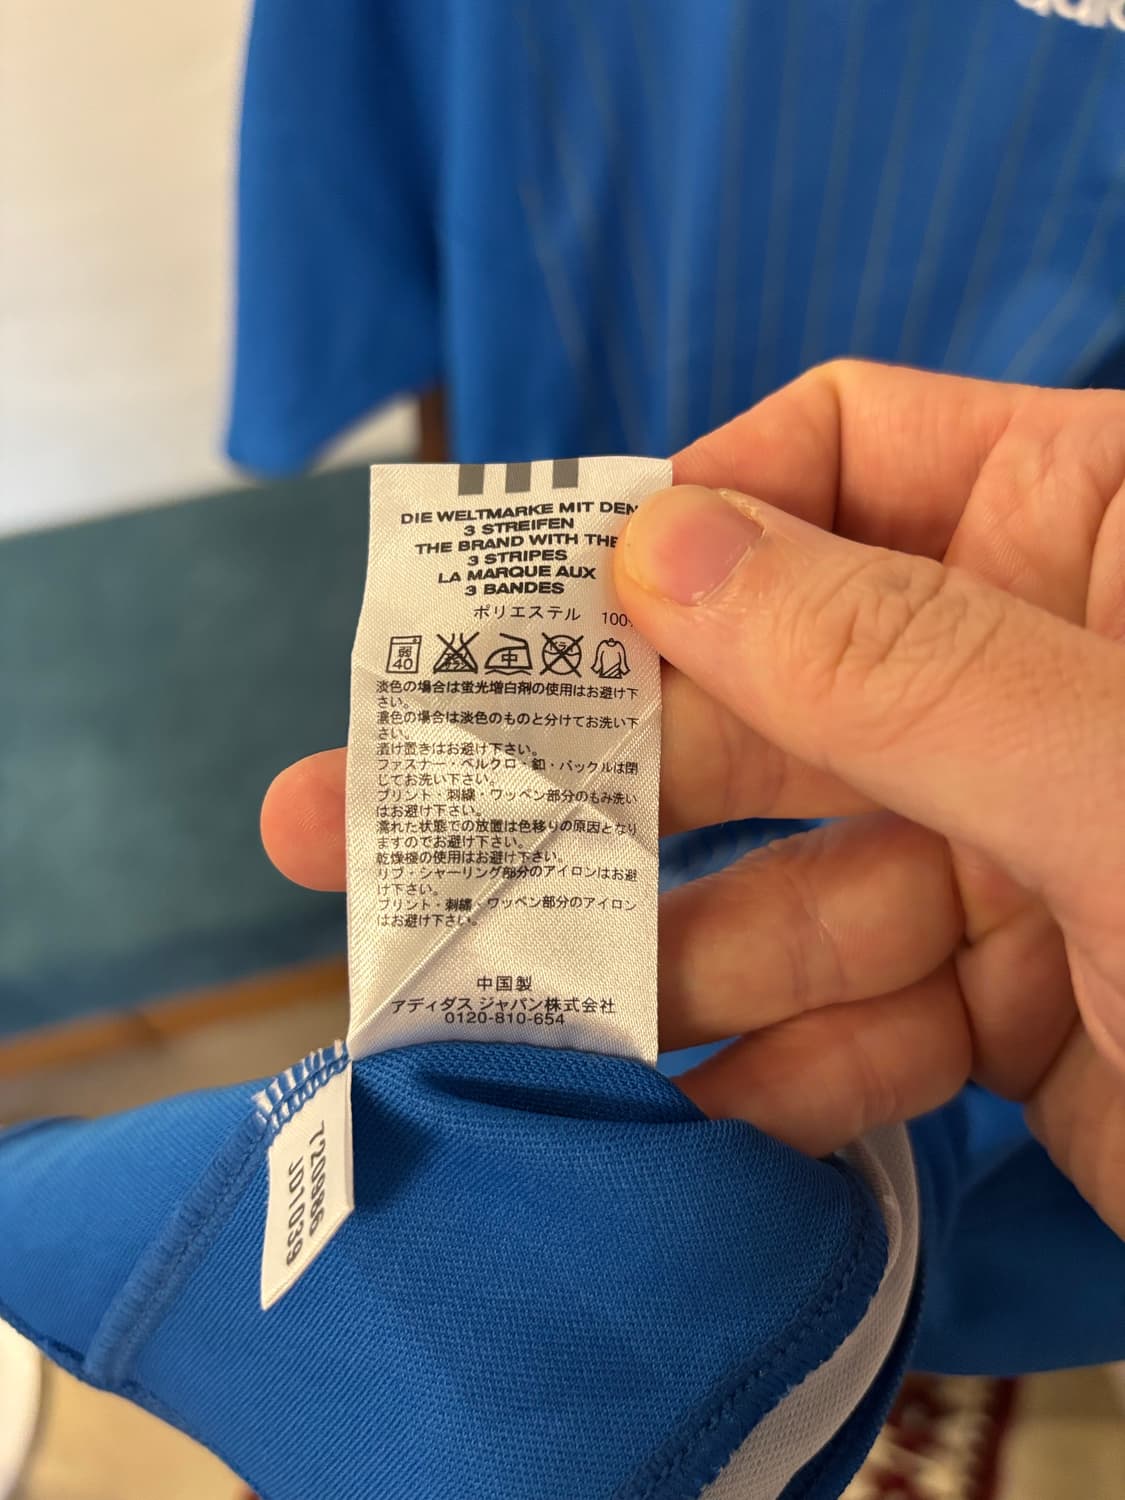 DIE WELTMARKE MIT DEN
3 STREIFEN
THE BRAND WITH THE
3 STRIPES
LA MARQUE AUX
3 BANDES
ポリエステル 100
弱 40 中
淡色の場合は蛍光増白剤の使用はお避け下
さい。
濃色の場合は淡色のものと分けてお洗い下
さい。
漬け置きはお避け下さい。
ファスナー・ベルクロ・釦・バックルは閉
じてお洗い下さい。
プリント・刺繍・ワッペン部分のもみ洗い
はお避け下さい。
濡れた状態での放置は色移りの原因となり
ますのでお避け下さい。
乾燥機の使用はお避け下さい。
リブ・シャーリング部分のアイロンはお避
け下さい。
プリント・刺繍・ワッペン部分のアイロン
はお避け下さい。
中国製
アディダス ジャパン株式会社
0120-810-654
J01039